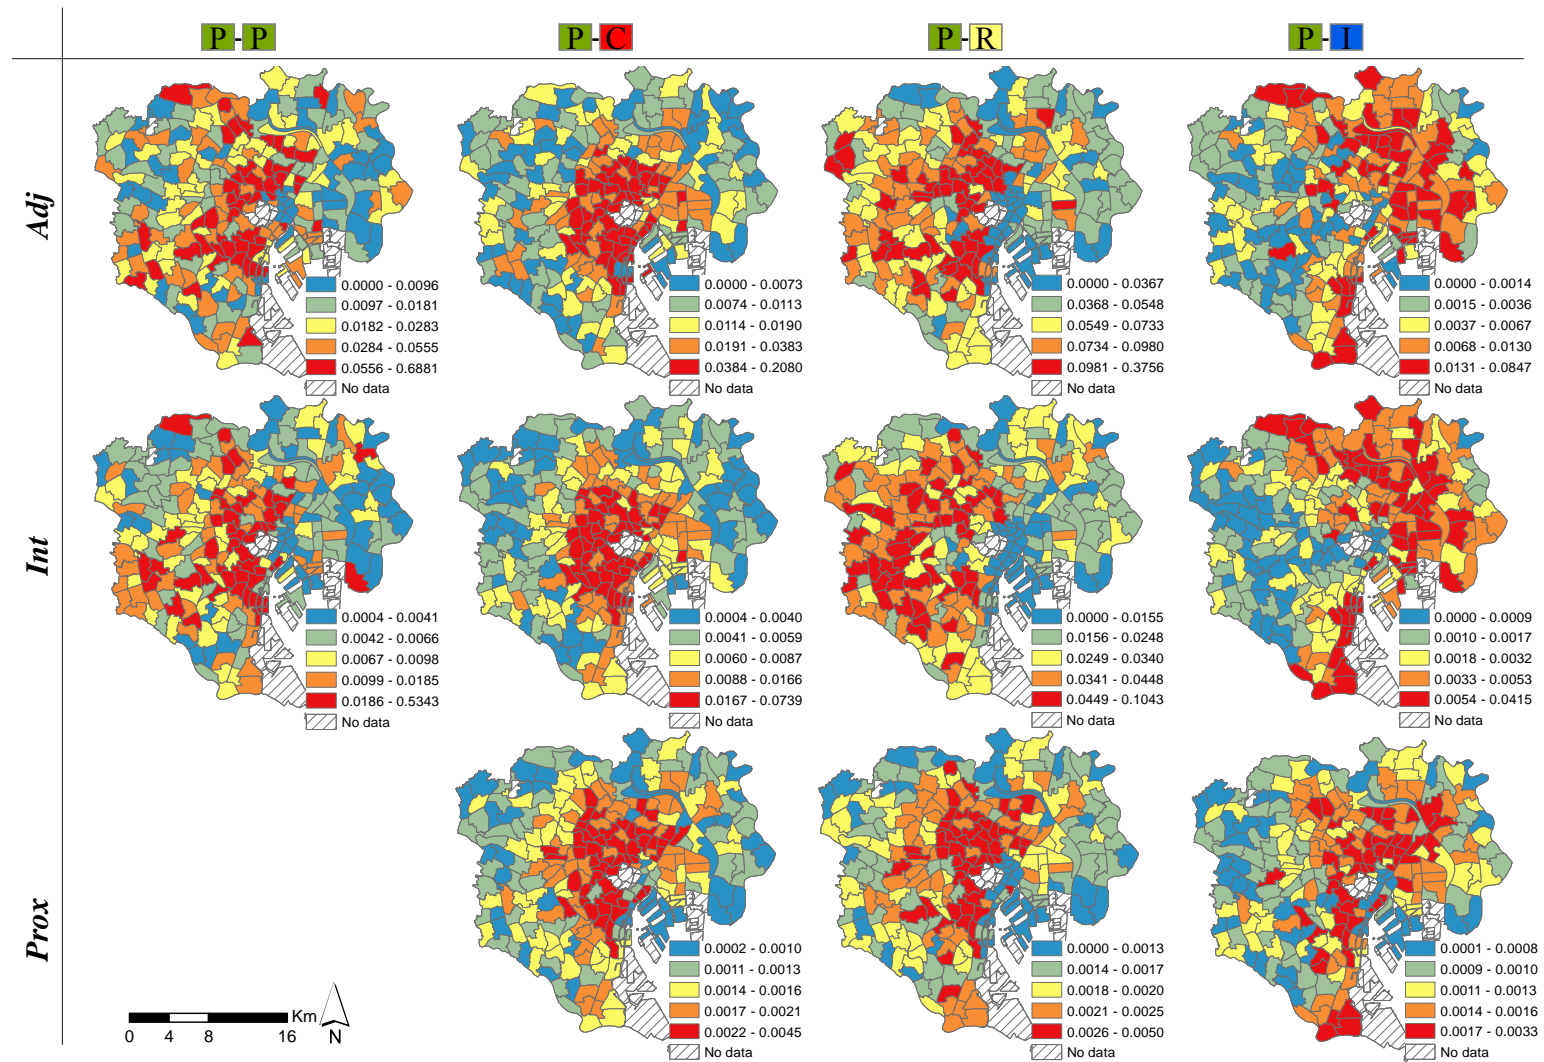 P-P P-C P-R P-I
Adj
0.0000 - 0.0096
0.0097 - 0.0181
0.0182 - 0.0283
0.0284 - 0.0555
0.0556 - 0.6881
No data
0.0000 - 0.0073
0.0074 - 0.0113
0.0114 - 0.0190
0.0191 - 0.0383
0.0384 - 0.2080
No data
0.0000 - 0.0367
0.0368 - 0.0548
0.0549 - 0.0733
0.0734 - 0.0980
0.0981 - 0.3756
No data
0.0000 - 0.0014
0.0015 - 0.0036
0.0037 - 0.0067
0.0068 - 0.0130
0.0131 - 0.0847
No data
Int
0.0004 - 0.0041
0.0042 - 0.0066
0.0067 - 0.0098
0.0099 - 0.0185
0.0186 - 0.5343
No data
0.0004 - 0.0040
0.0041 - 0.0059
0.0060 - 0.0087
0.0088 - 0.0166
0.0167 - 0.0739
No data
0.0000 - 0.0155
0.0156 - 0.0248
0.0249 - 0.0340
0.0341 - 0.0448
0.0449 - 0.1043
No data
0.0000 - 0.0009
0.0010 - 0.0017
0.0018 - 0.0032
0.0033 - 0.0053
0.0054 - 0.0415
No data
Prox
0.0002 - 0.0010
0.0011 - 0.0013
0.0014 - 0.0016
0.0017 - 0.0021
0.0022 - 0.0045
No data
0.0000 - 0.0013
0.0014 - 0.0017
0.0018 - 0.0020
0.0021 - 0.0025
0.0026 - 0.0050
No data
0.0001 - 0.0008
0.0009 - 0.0010
0.0011 - 0.0013
0.0014 - 0.0016
0.0017 - 0.0033
No data
Km
0 4 8 16
N